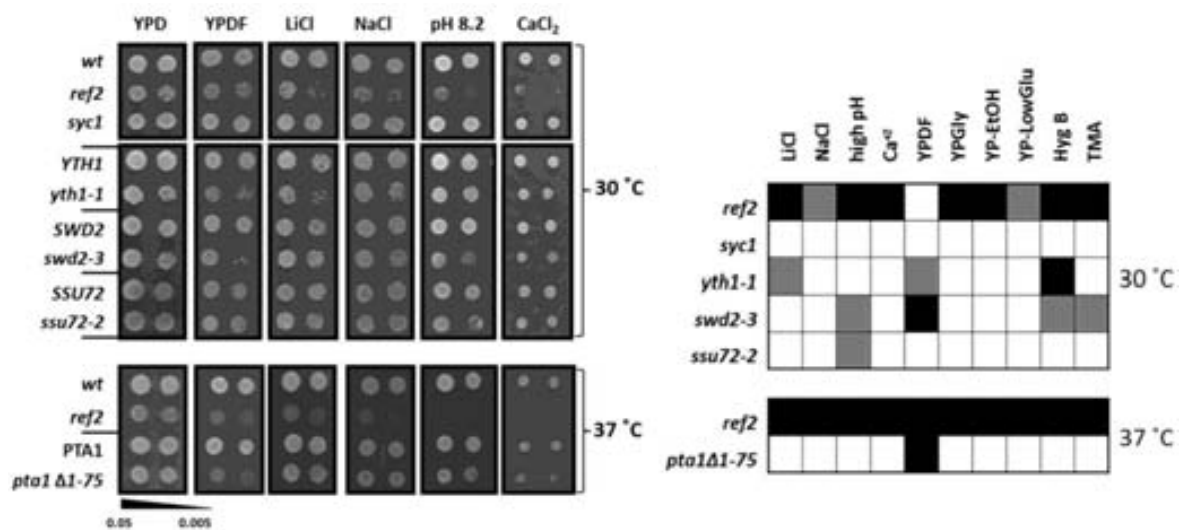 YPD YPDF LiCl NaCl pH 8.2 CaCl2
wt
ref2
syc1
YTH1
yth1-1
SWD2
swd2-3
SSU72
ssu72-2
30 °C
wt
ref2
PTA1
pta1 Δ1-75
37 °C
0.05 0.005
LiCl NaCl high pH Ca+2 YPDF YPGly YP-EtOH YP-LowGlu Hyg B TMA
ref2
syc1
yth1-1
swd2-3
ssu72-2
30 °C
ref2
pta1Δ1-75
37 °C